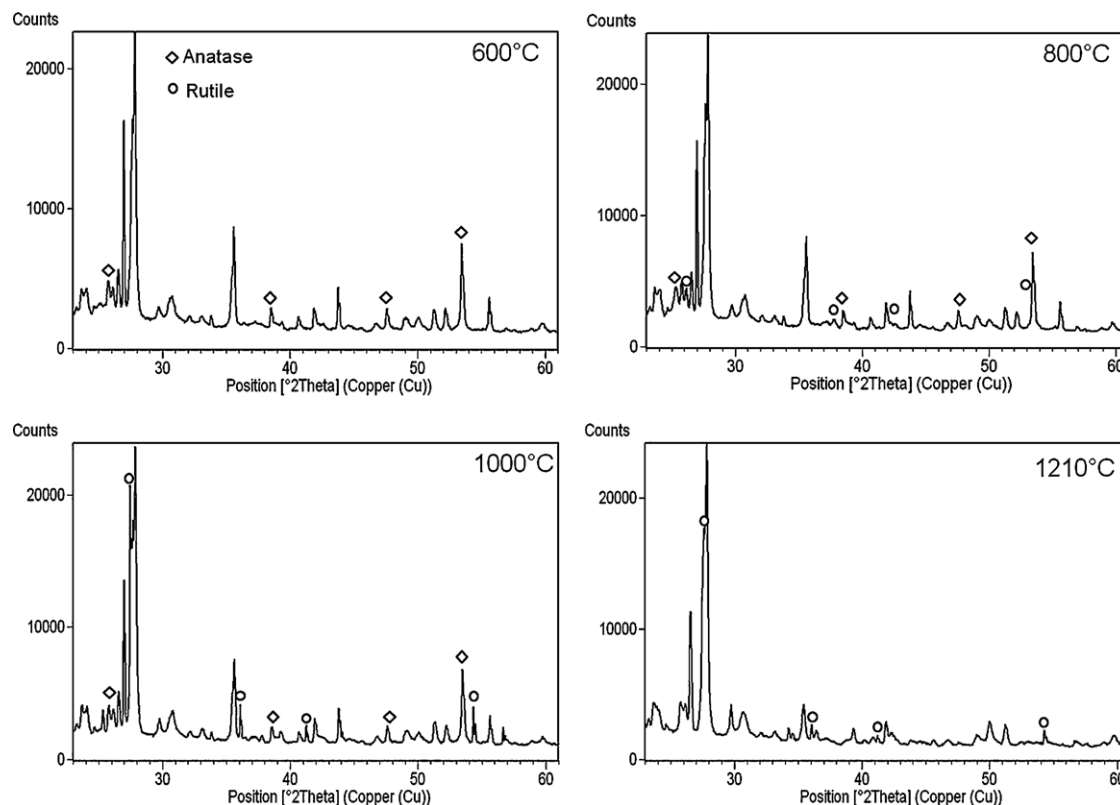 Counts
600°C
Anatase
Rutile
20000
10000
0
30 40 50 60
Position [°2Theta] (Copper (Cu))
Counts
800°C
20000
10000
0
30 40 50 60
Position [°2Theta] (Copper (Cu))
Counts
1000°C
20000
10000
0
30 40 50 60
Position [°2Theta] (Copper (Cu))
Counts
1210°C
20000
10000
0
30 40 50 60
Position [°2Theta] (Copper (Cu))